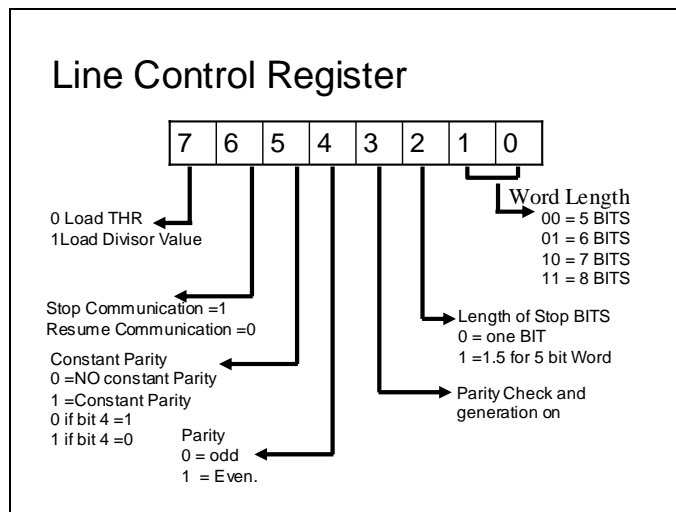 Line Control Register
7 6 5 4 3 2 1 0
Word Length
00 = 5 BITS
01 = 6 BITS
10 = 7 BITS
11 = 8 BITS
0 Load THR
1Load Divisor Value
Stop Communication =1
Resume Communication =0
Length of Stop BITS
0 = one BIT
1 =1.5 for 5 bit Word
Constant Parity
0 =NO constant Parity
1 =Constant Parity
0 if bit 4 =1
1 if bit 4 =0
Parity Check and
generation on
Parity
0 = odd
1 = Even.